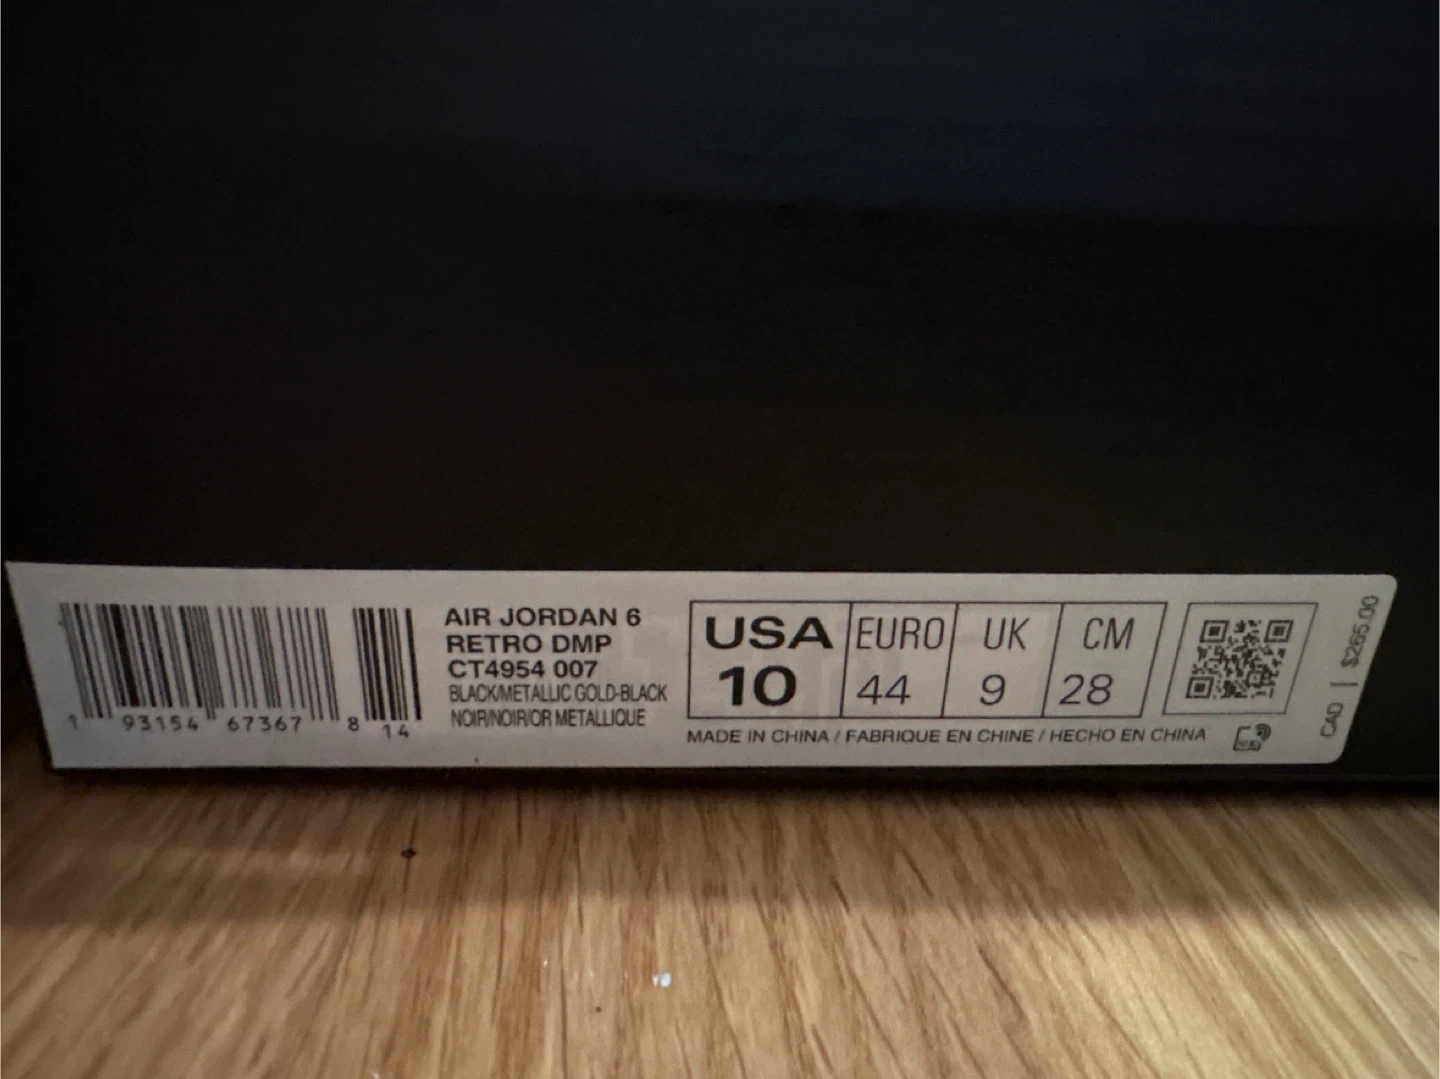 1 93154 67367 8 14
AIR JORDAN 6
RETRO DMP
CT4954 007
BLACK/METALLIC GOLD-BLACK
NOIR/NOIR/OR METALLIQUE
USA EURO UK CM
10 44 9 28
MADE IN CHINA / FABRIQUE EN CHINE / HECHO EN CHINA
CAD | $265.00